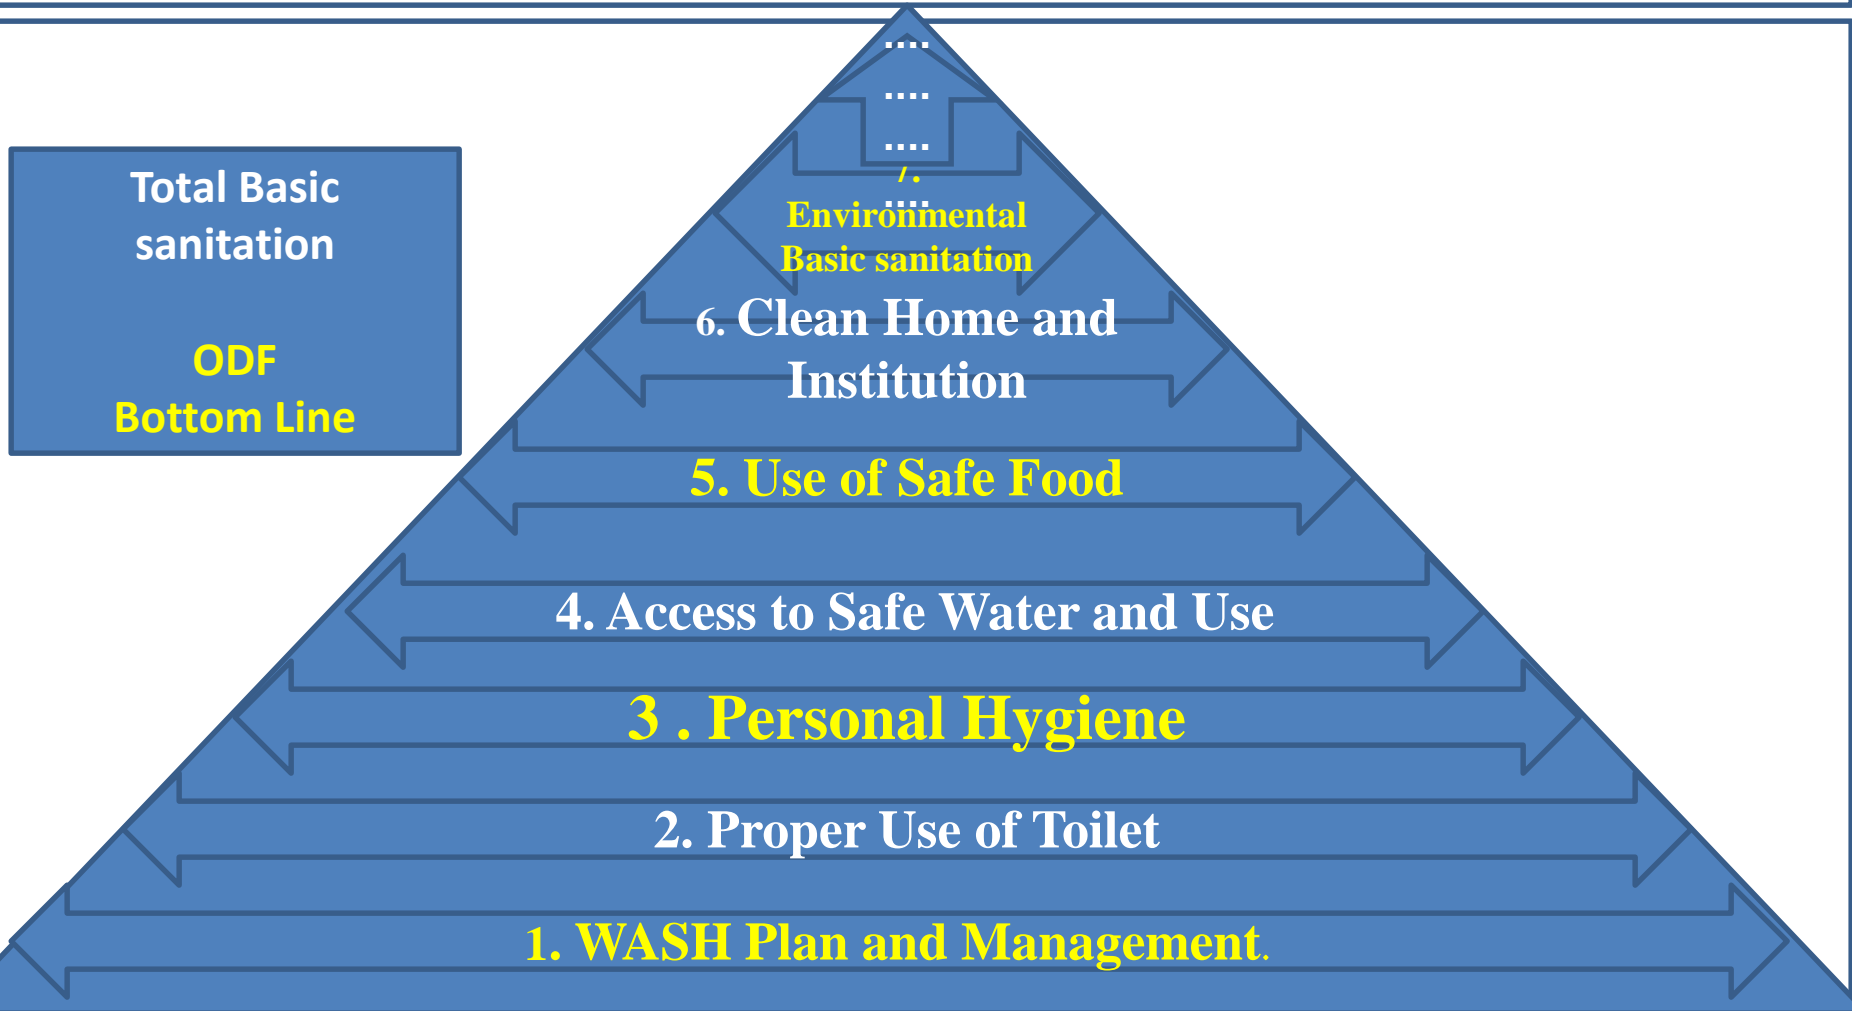 ....
....
....
....
7.
Environmental
Basic sanitation
Total Basic
sanitation
ODF
Bottom Line
6. Clean Home and
Institution
5. Use of Safe Food
4. Access to Safe Water and Use
3 . Personal Hygiene
2. Proper Use of Toilet
1. WASH Plan and Management.